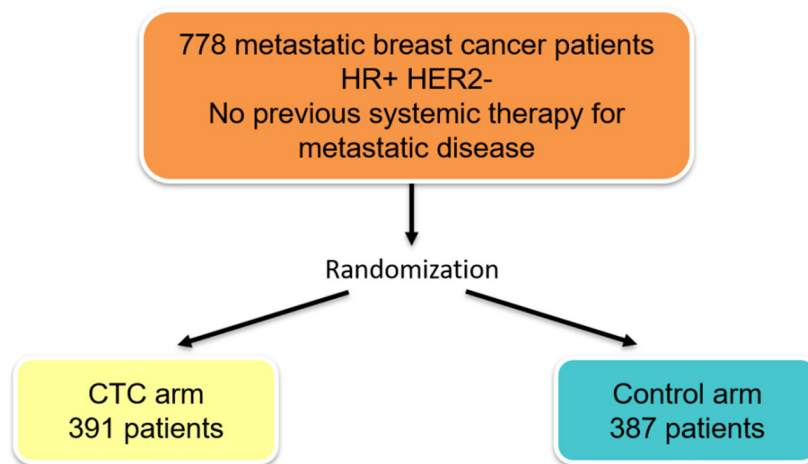 778 metastatic breast cancer patients
HR+ HER2-
No previous systemic therapy for
metastatic disease
Randomization
CTC arm
391 patients
Control arm
387 patients